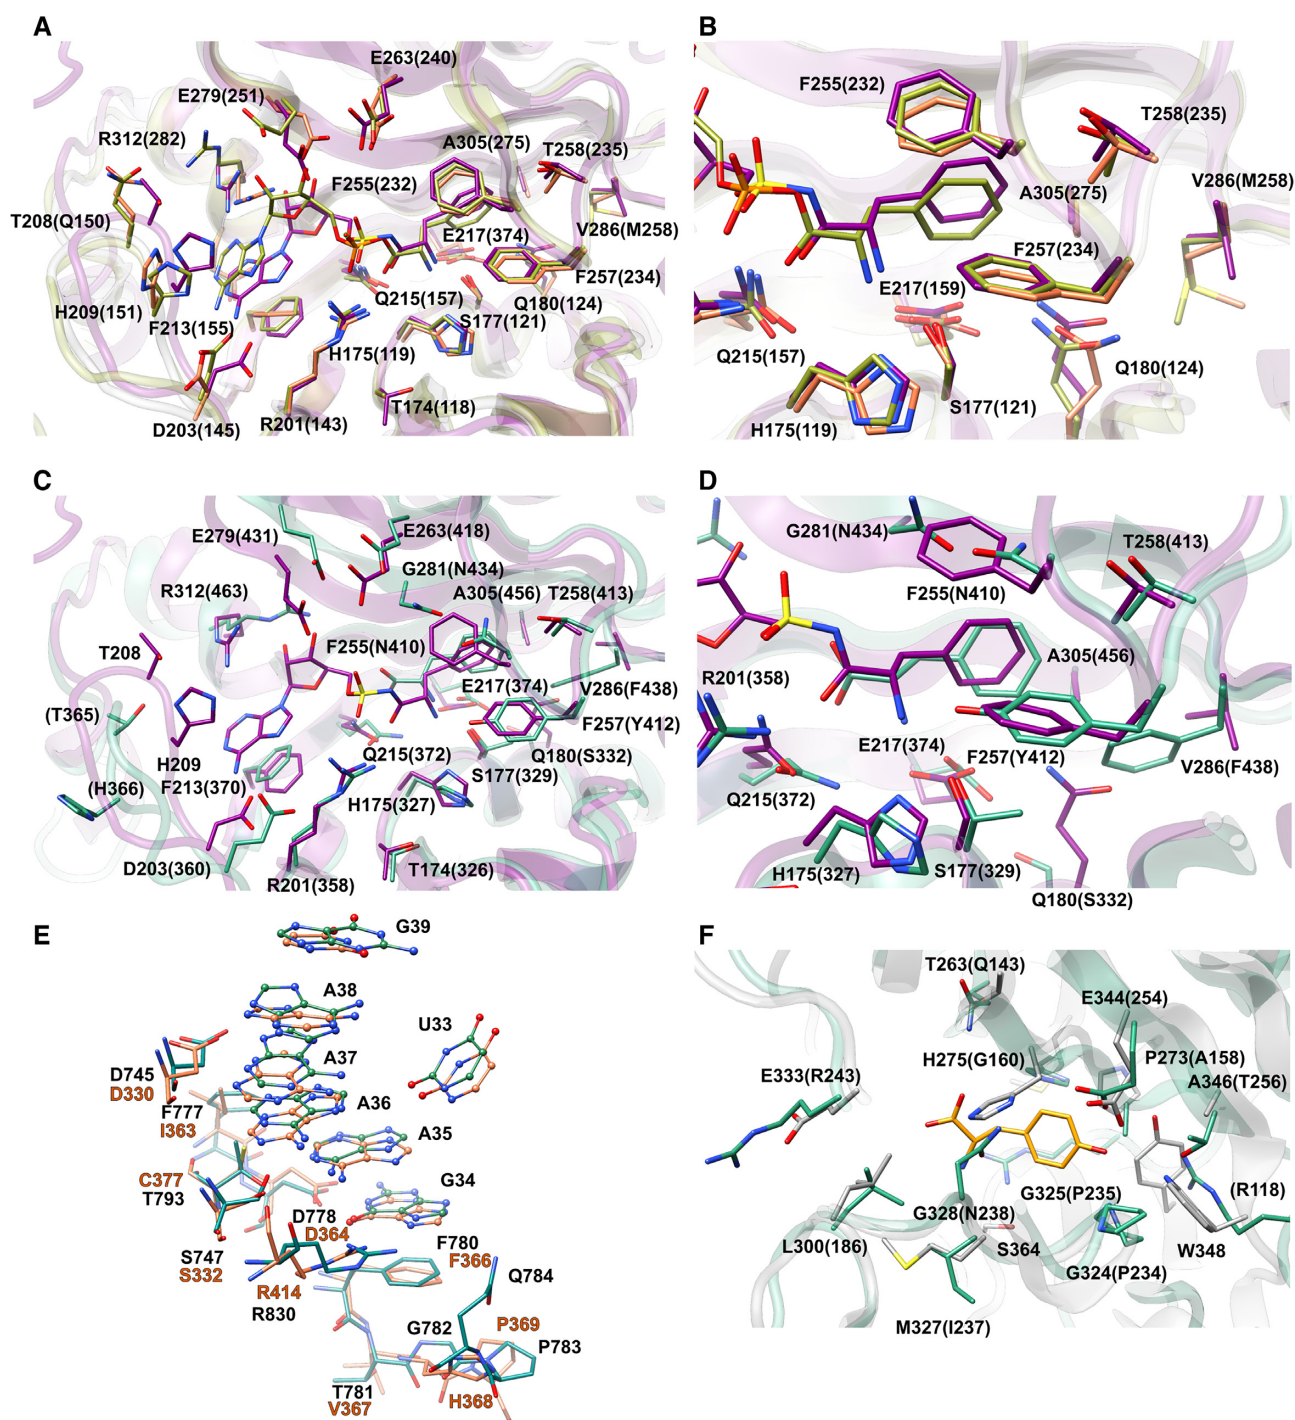 A
E263(240)
E279(251)
R312(282)
A305(275)
T258(235)
F255(232)
T208(Q150)
V286(M258)
E217(374)
F257(234)
H209(151)
Q215(157)
Q180(124)
F213(155)
S177(121)
H175(119)
T174(118)
D203(145)
R201(143)
B
F255(232)
T258(235)
V286(M258)
A305(275)
F257(234)
E217(159)
Q215(157)
Q180(124)
S177(121)
H175(119)
C
E279(431)
E263(418)
G281(N434)
R312(463)
A305(456)
T258(413)
T208
F255(N410)
E217(374)
V286(F438)
(T365)
F257(Y412)
H209
Q215(372)
Q180(S332)
F213(370)
S177(329)
(H366)
H175(327)
D203(360)
T174(326)
R201(358)
D
G281(N434)
T258(413)
F255(N410)
A305(456)
R201(358)
E217(374)
F257(Y412)
V286(F438)
Q215(372)
H175(327)
S177(329)
Q180(S332)
E
G39
A38
U33
A37
D745
D330
A36
F777
I363
A35
C377
T793
G34
D778
D364
F780
F366
S747
S332
Q784
R414
R830
P369
G782
P783
T781
V367
H368
F
T263(Q143)
E344(254)
H275(G160)
P273(A158)
E333(R243)
A346(T256)
G325(P235)
(R118)
G328(N238)
L300(186)
S364
W348
G324(P234)
M327(I237)